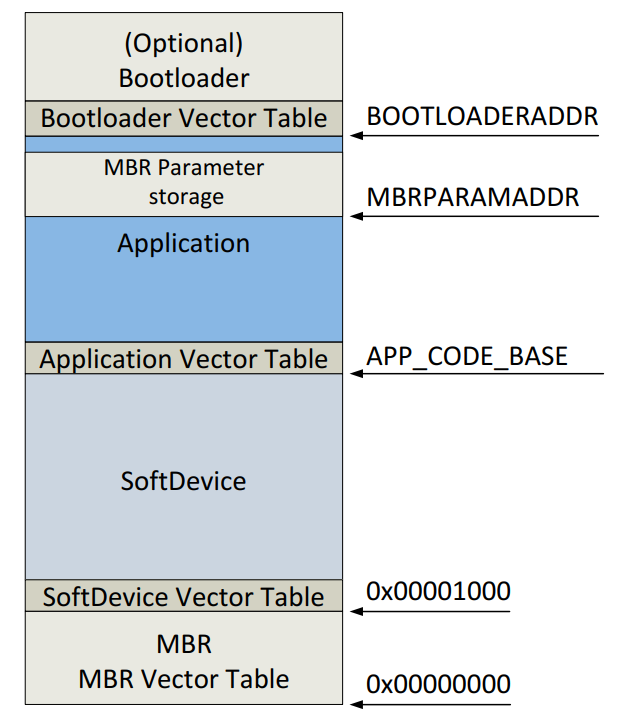 (Optional)
Bootloader
Bootloader Vector Table
BOOTLOADERADDR
MBR Parameter
storage
MBRPARAMADDR
Application
Application Vector Table
APP_CODE_BASE
SoftDevice
SoftDevice Vector Table
0x00001000
MBR
MBR Vector Table
0x00000000